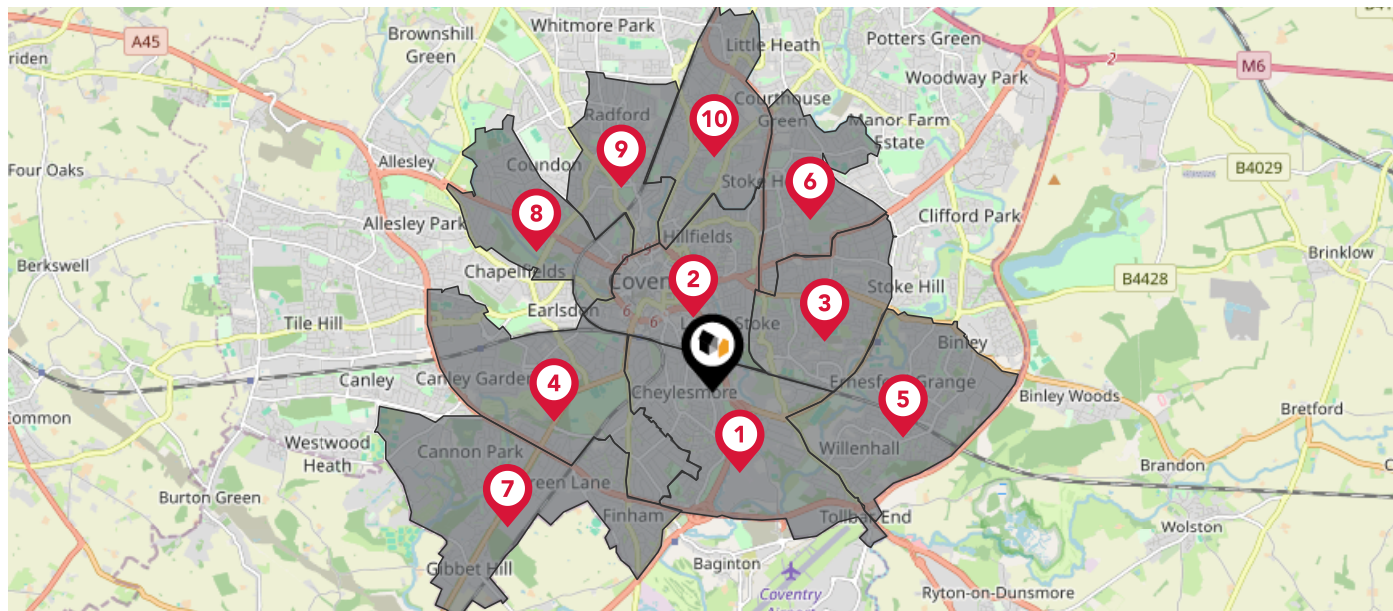 A45
Brownshill
Green
Whitmore Park
Little Heath
Potters Green
M6
2
Woodway Park
riden
Radford
10
Courthouse
Green
Manor Farm
Estate
Four Oaks
Allesley
Coundon
9
B4029
6
8
Allesley Park
Clifford Park
Hillfields
Brinklow
Berkswell
Chapelfields
2
B4428
Stoke Hill
3
Earlsdon
6
6
Tile Hill
Binley
Canley
Canley Garden
4
Cheylesmore
Ernesford Grange
5
Binley Woods
Bretford
1
Westwood
Heath
Cannon Park
Willenhall
Brandon
7
Burton Green
Finham
Tollbar End
Wolston
Gibbet Hill
Baginton
Coventry
Ryton-on-Dunsmore